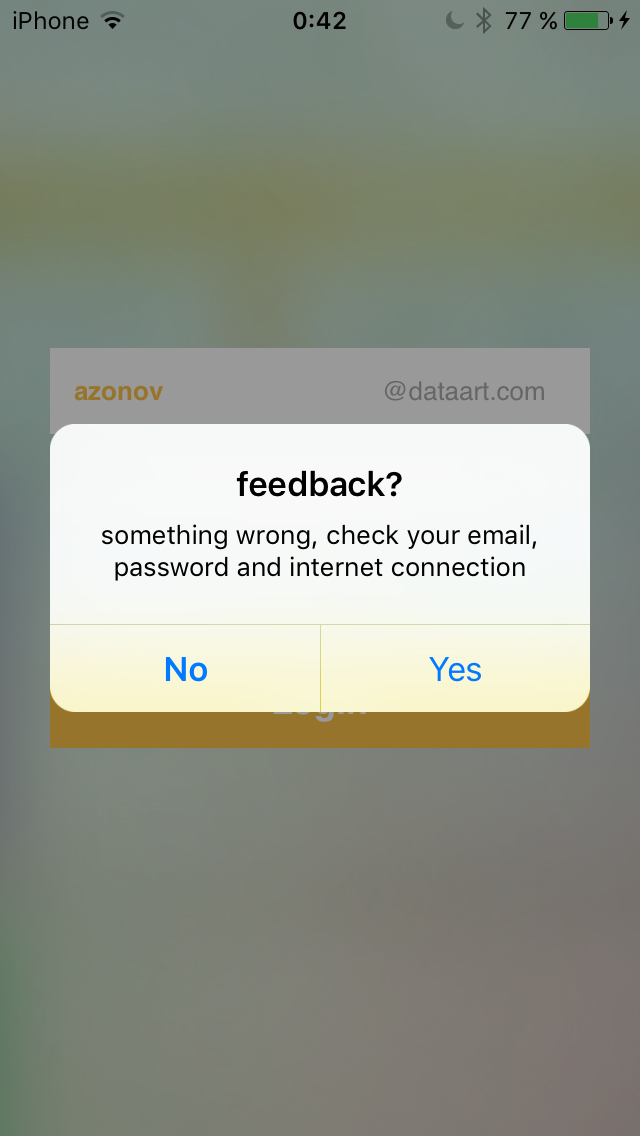 iPhone 0:42 77 %
azonov @dataart.com
feedback?
something wrong, check your email,
password and internet connection
No Yes
Login